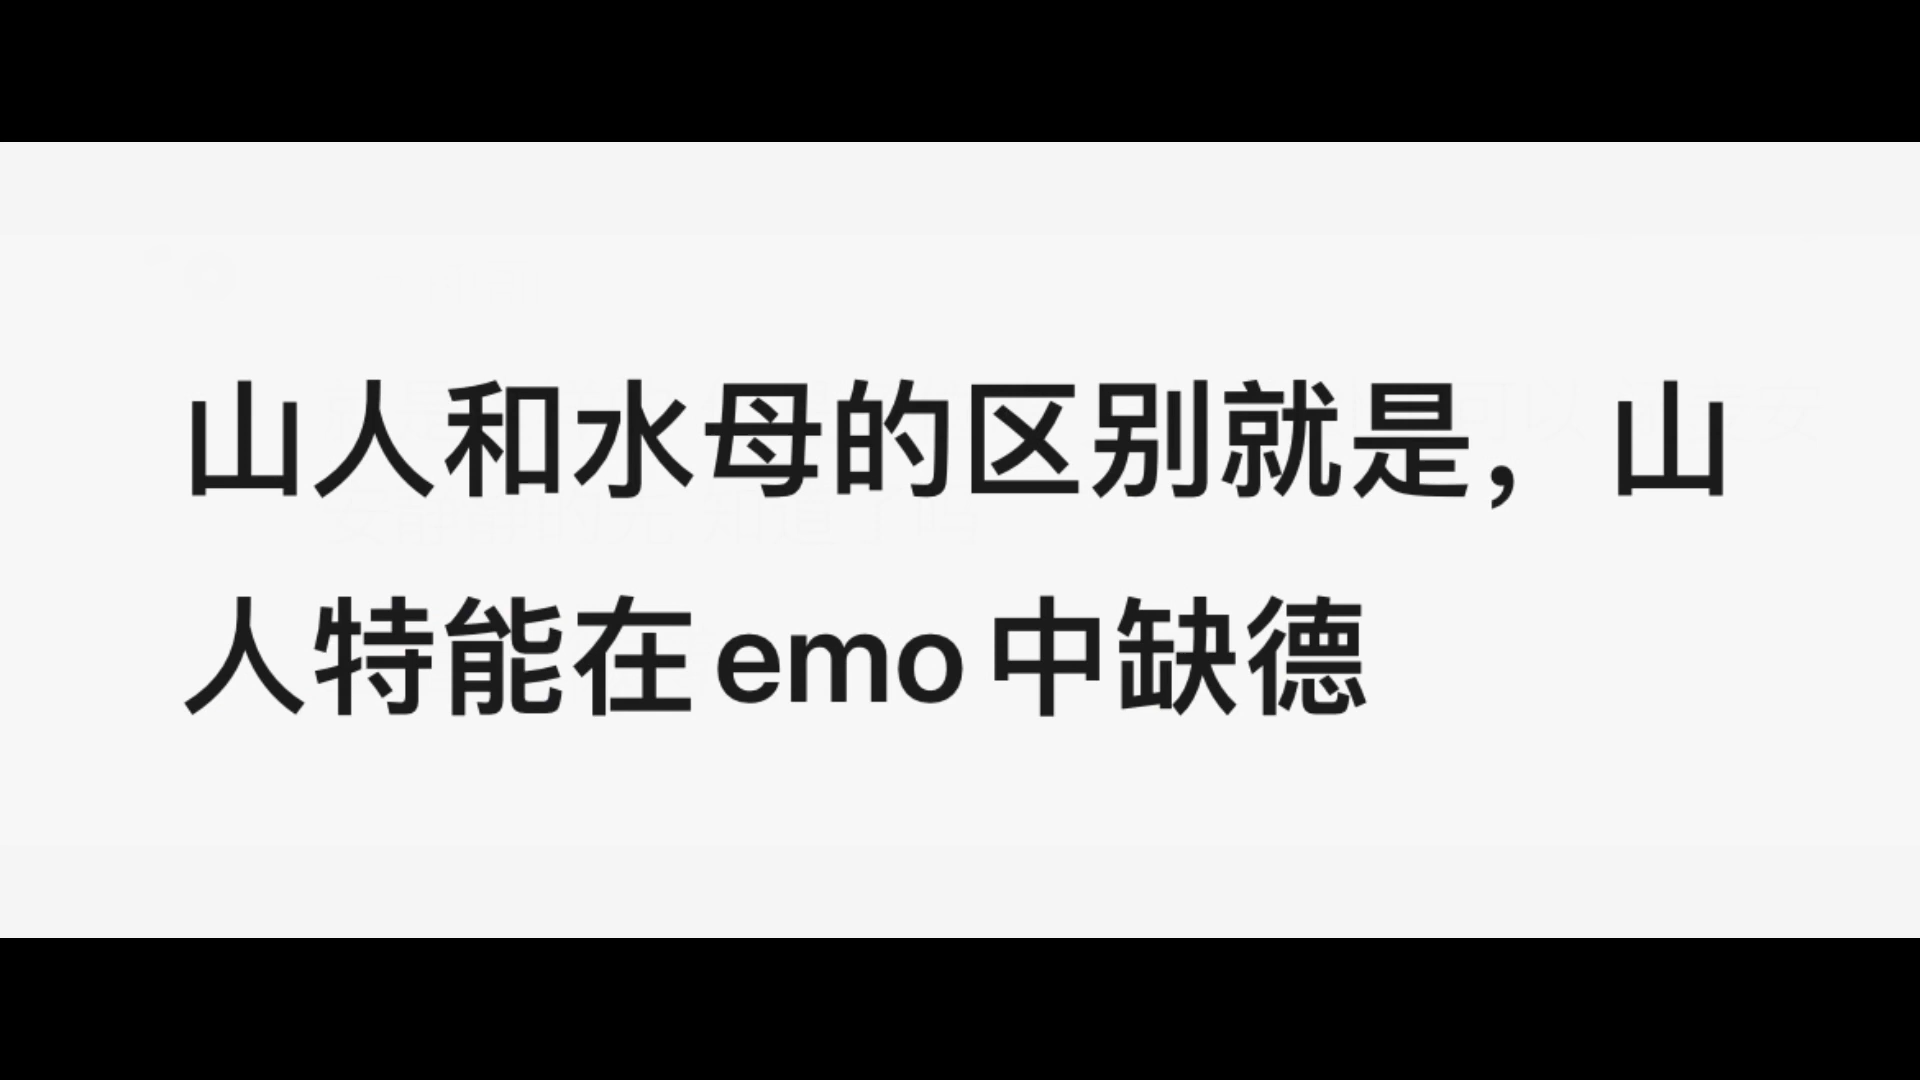 山人和水母的区别就是，山
人特能在emo中缺德